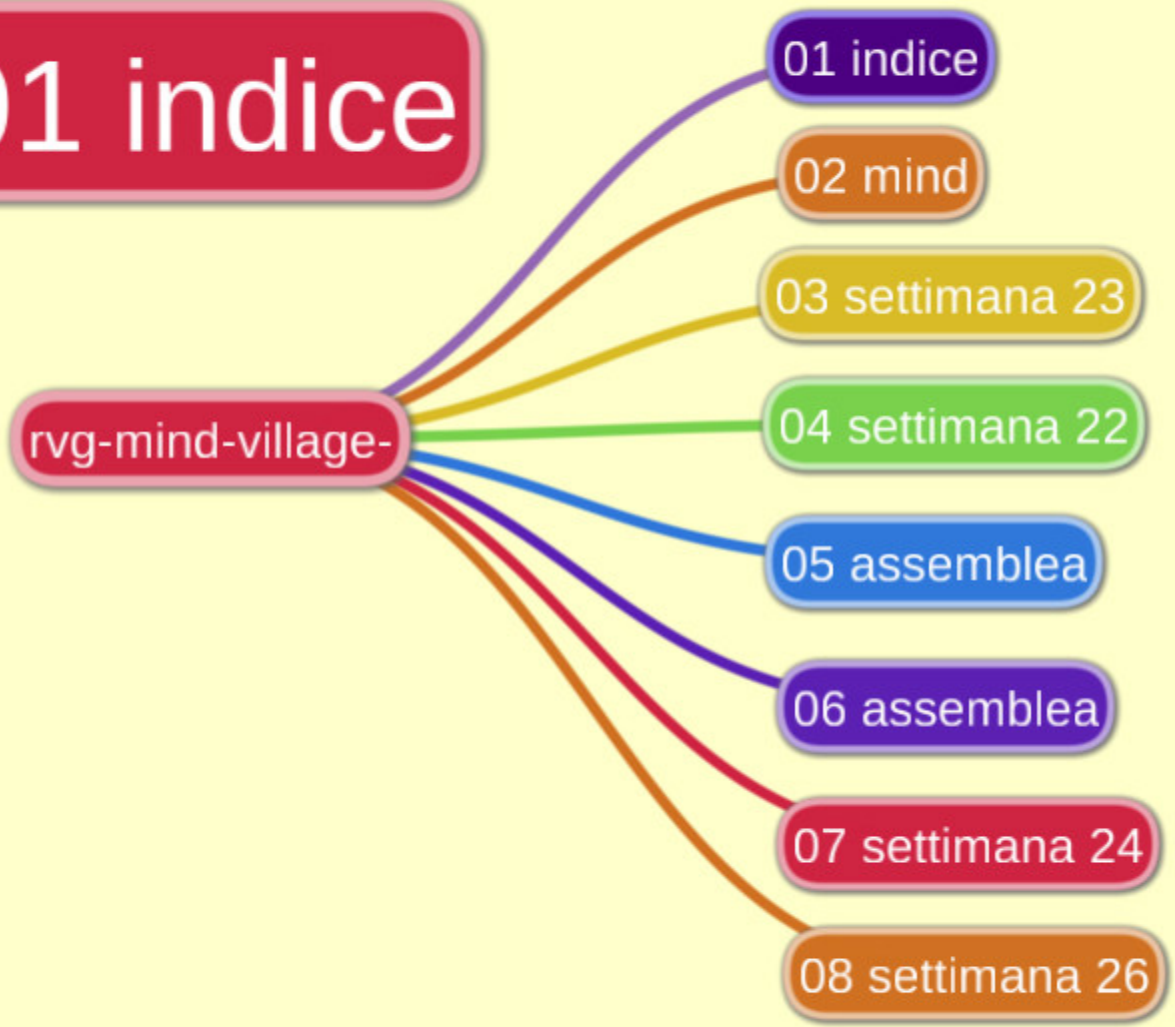 01 indice
01 indice
02 mind
03 settimana 23
rvg-mind-village-
04 settimana 22
05 assemblea
06 assemblea
07 settimana 24
08 settimana 26